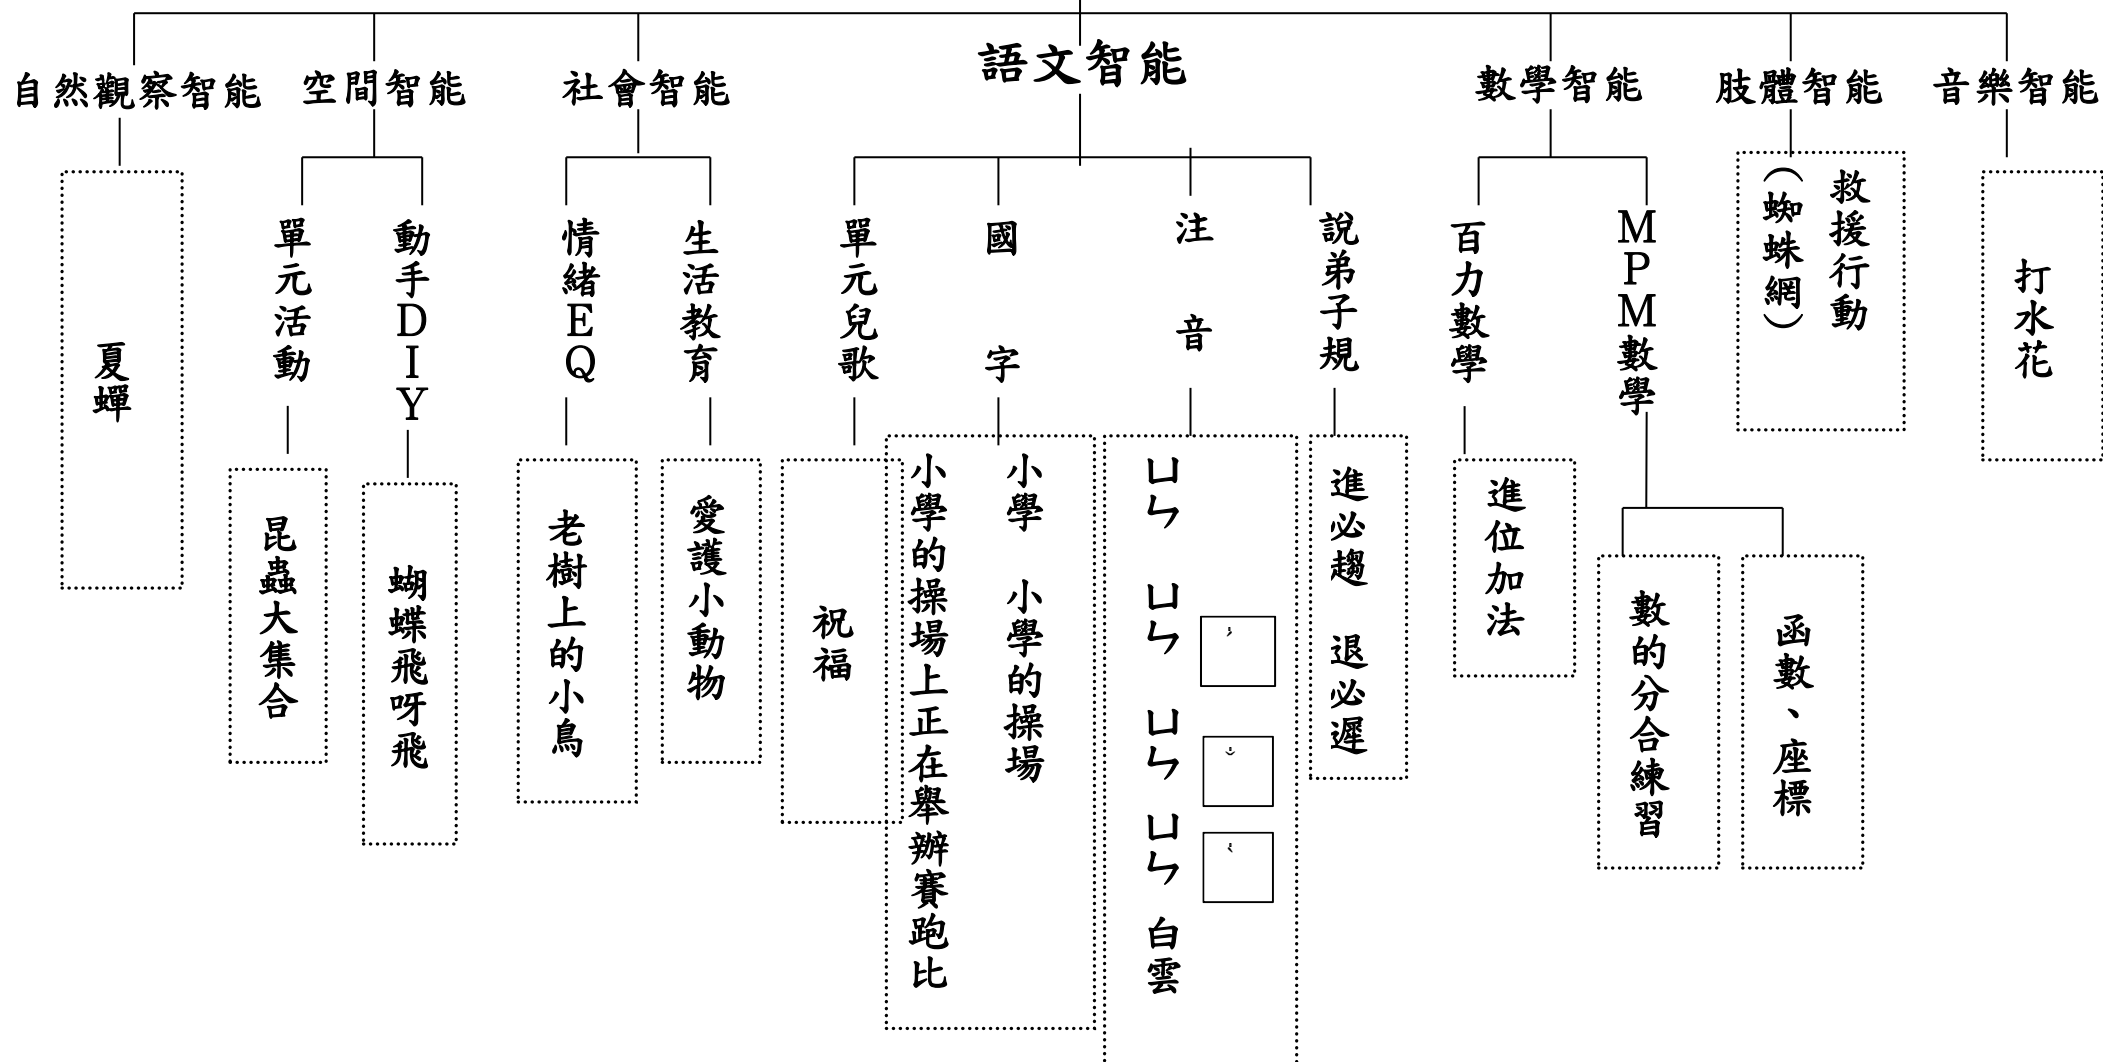 自然觀察智能
空間智能
社會智能
語文智能
數學智能
肢體智能
音樂智能
夏蟬
單元活動
昆蟲大集合
動手DIY
蝴蝶飛呀飛
情緒EQ
老樹上的小鳥
生活教育
愛護小動物
單元兒歌
祝福
國字
小學 小學的操場
小學的操場上正在舉辦賽跑比
注音
ㄩㄣ ㄩㄣˊ ㄩㄣˇ ㄩㄣˋ 白雲
說弟子規
進必趨 退必遲
百力數學
進位加法
MPM數學
數的分合練習
函數、座標
救援行動
(蜘蛛網)
打水花